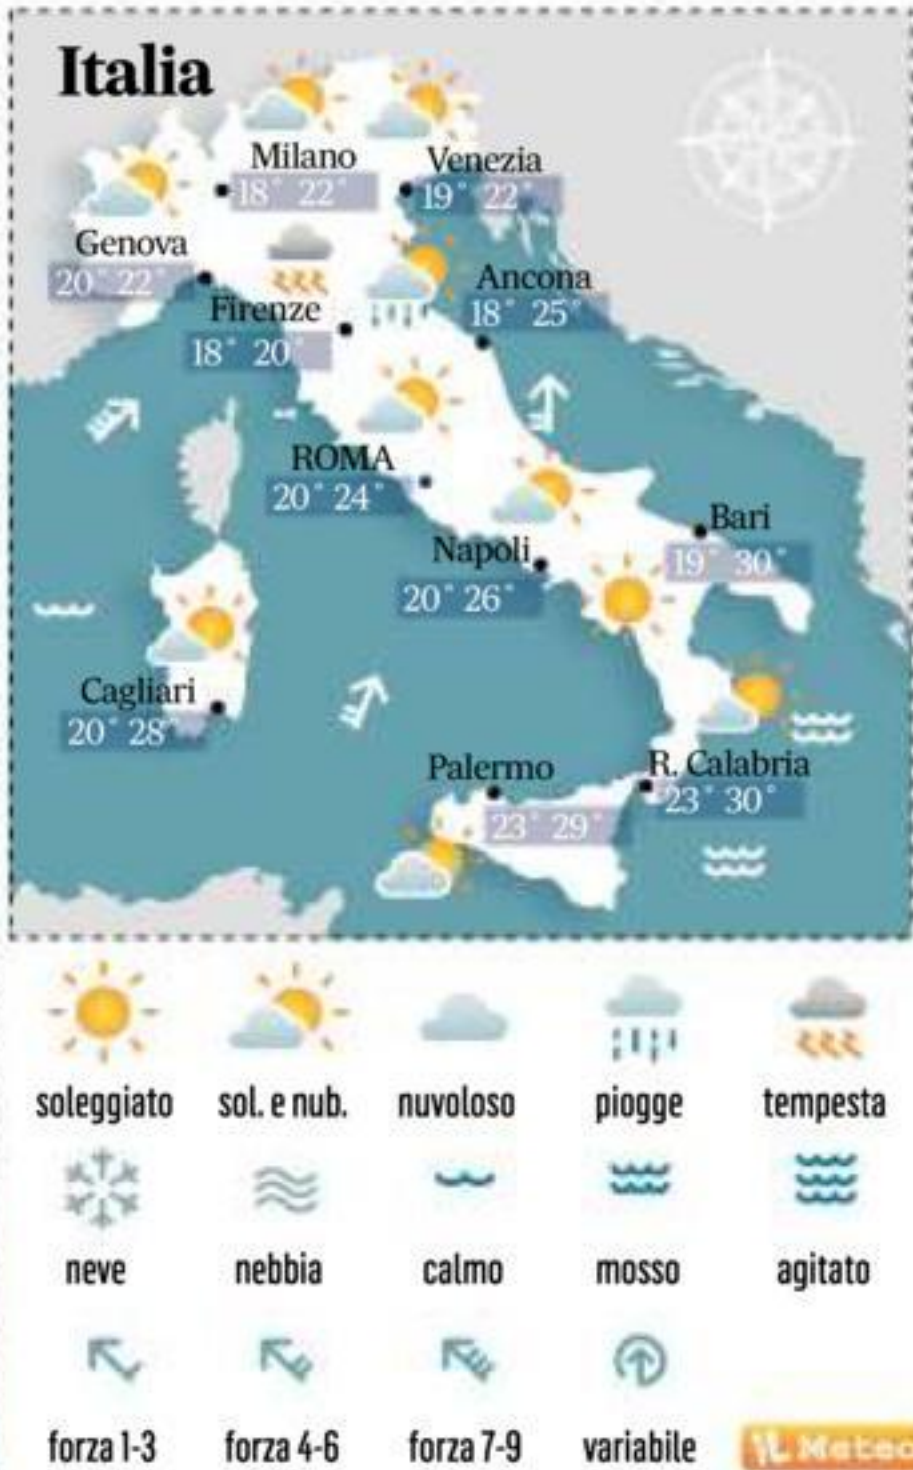 Italia
Milano
18° 22°
Venezia
19° 22°
Genova
20° 22°
Firenze
18° 20°
Ancona
18° 25°
ROMA
20° 24°
Napoli
20° 26°
Bari
19° 30°
Cagliari
20° 28°
Palermo
23° 29°
R. Calabria
23° 30°
soleggiato sol. e nub. nuvoloso piogge tempesta
neve nebbia calmo mosso agitato
forza 1-3 forza 4-6 forza 7-9 variabile
iL Meteo